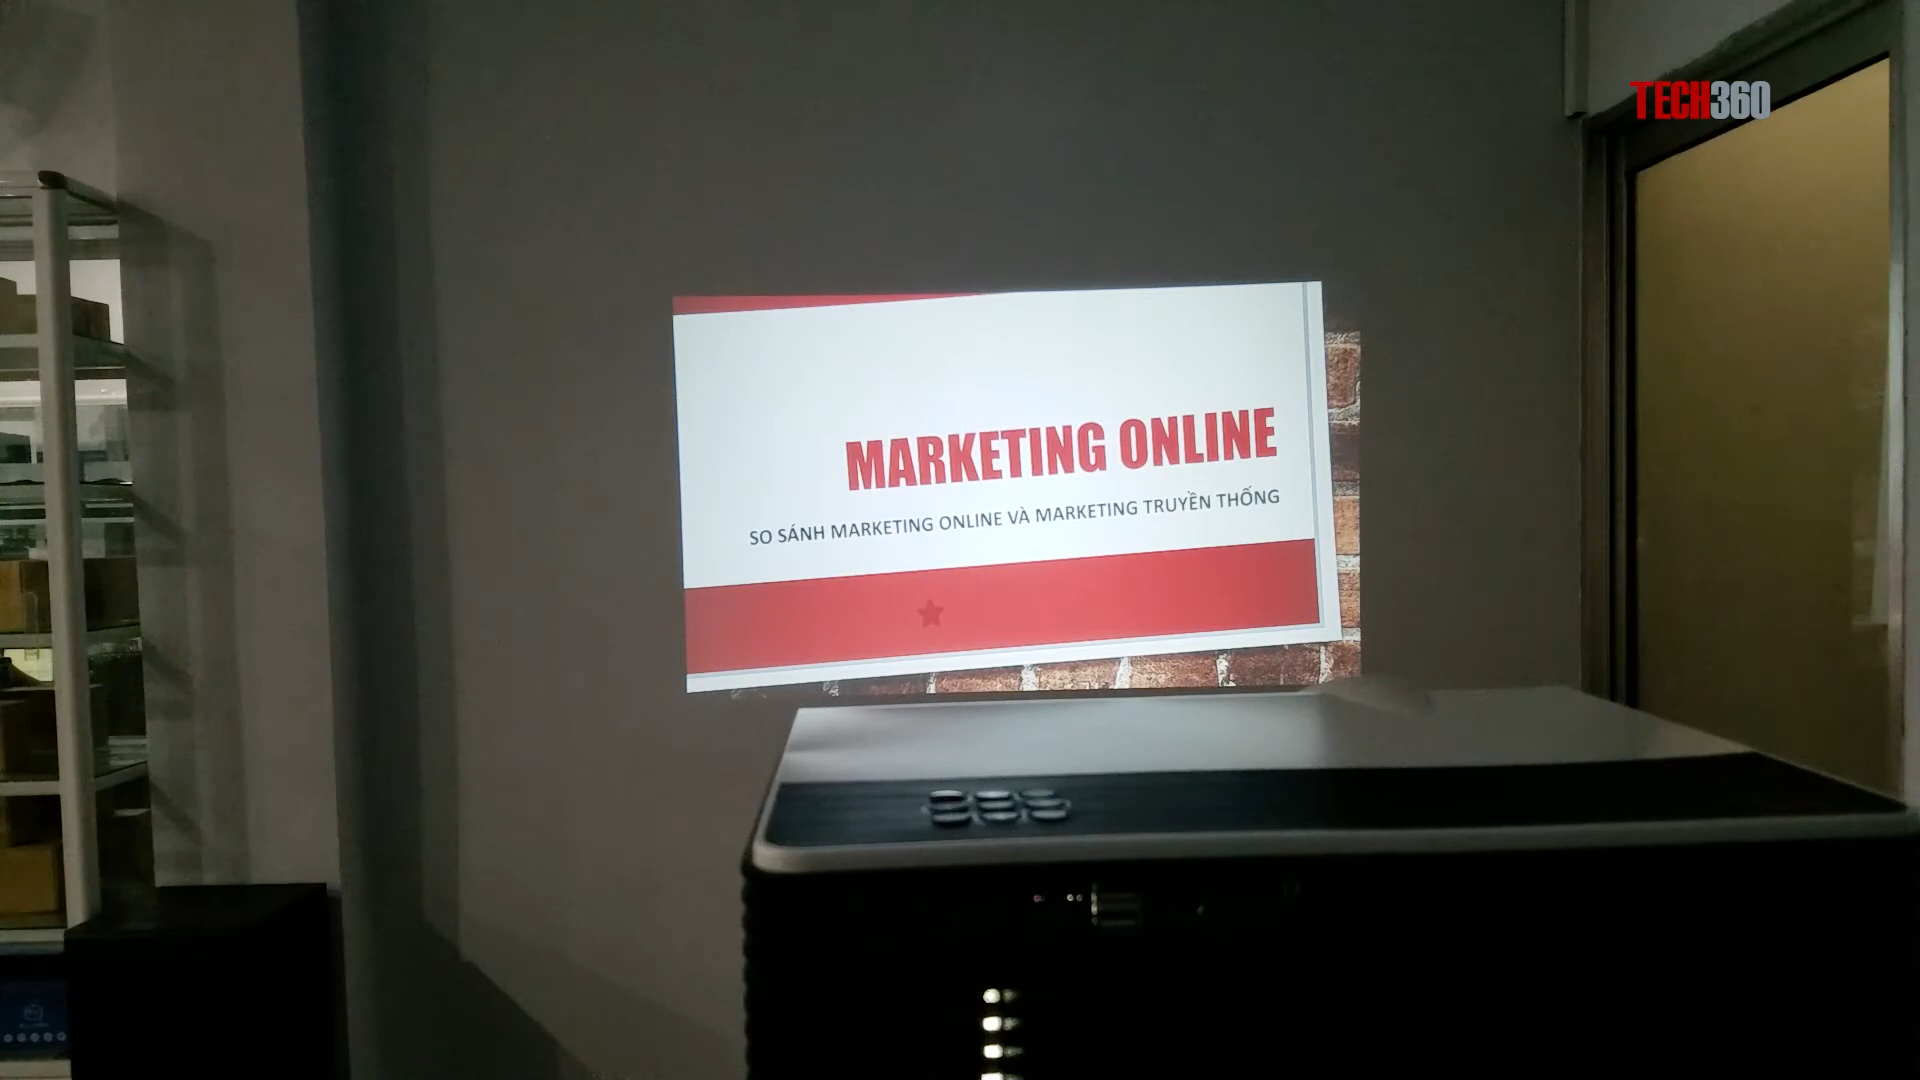 TECH360
MARKETING ONLINE
SO SÁNH MARKETING ONLINE VÀ MARKETING TRUYỀN THỐNG